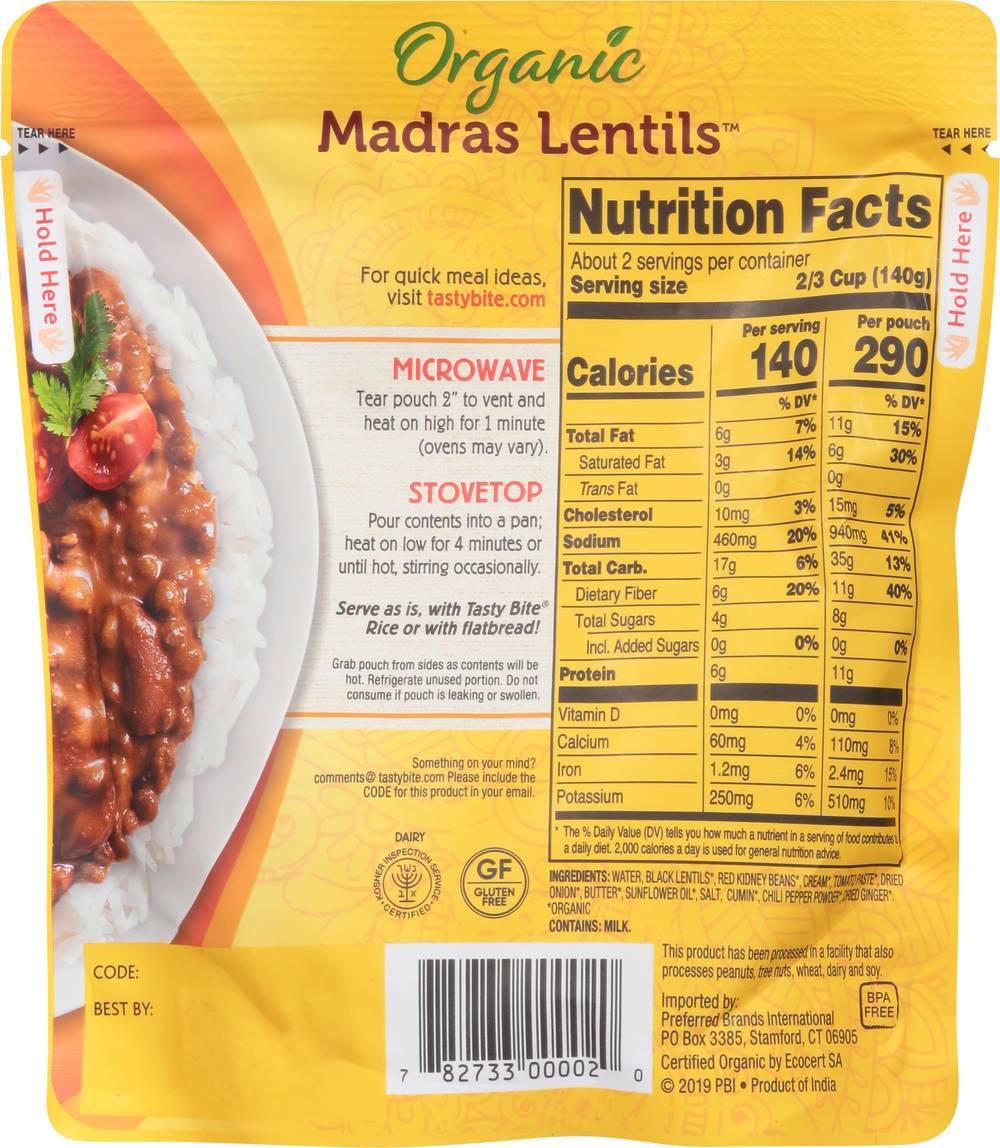 Organic
Madras Lentils™
TEAR HERE
TEAR HERE
Hold Here
Hold Here
For quick meal ideas,
visit tastybite.com
MICROWAVE
Tear pouch 2" to vent and
heat on high for 1 minute
(ovens may vary).
STOVETOP
Pour contents into a pan;
heat on low for 4 minutes or
until hot, stirring occasionally.
Serve as is, with Tasty Bite®
Rice or with flatbread!
Grab pouch from sides as contents will be
hot. Refrigerate unused portion. Do not
consume if pouch is leaking or swollen.
Something on your mind?
comments@ tastybite.com Please include the
CODE for this product in your email.
DAIRY
KOSHER INSPECTION SERVICE
CERTIFIED
GF
GLUTEN
FREE
Nutrition Facts
About 2 servings per container
Serving size 2/3 Cup (140g)
Per serving Per pouch
Calories 140 290
% DV* % DV*
Total Fat 6g 7% 11g 15%
Saturated Fat 3g 14% 6g 30%
Trans Fat 0g 0g
Cholesterol 10mg 3% 15mg 5%
Sodium 460mg 20% 940mg 41%
Total Carb. 17g 6% 35g 13%
Dietary Fiber 6g 20% 11g 40%
Total Sugars 4g 8g
Incl. Added Sugars 0g 0% 0g 0%
Protein 6g 11g
Vitamin D 0mg 0% 0mg 0%
Calcium 60mg 4% 110mg 8%
Iron 1.2mg 6% 2.4mg 15%
Potassium 250mg 6% 510mg 10%
* The % Daily Value (DV) tells you how much a nutrient in a serving of food contributes
a daily diet. 2,000 calories a day is used for general nutrition advice.
INGREDIENTS: WATER, BLACK LENTILS*, RED KIDNEY BEANS*, CREAM*, TOMATO PASTE*, DRIED
ONION*, BUTTER*, SUNFLOWER OIL*, SALT, CUMIN*, CHILI PEPPER POWDER*, DRIED GINGER*.
*ORGANIC
CONTAINS: MILK.
This product has been processed in a facility that also
processes peanuts, tree nuts, wheat, dairy and soy.
Imported by:
Preferred Brands International
PO Box 3385, Stamford, CT 06905
Certified Organic by Ecocert SA
© 2019 PBI • Product of India
BPA
FREE
CODE:
BEST BY:
7 82733 00002 0